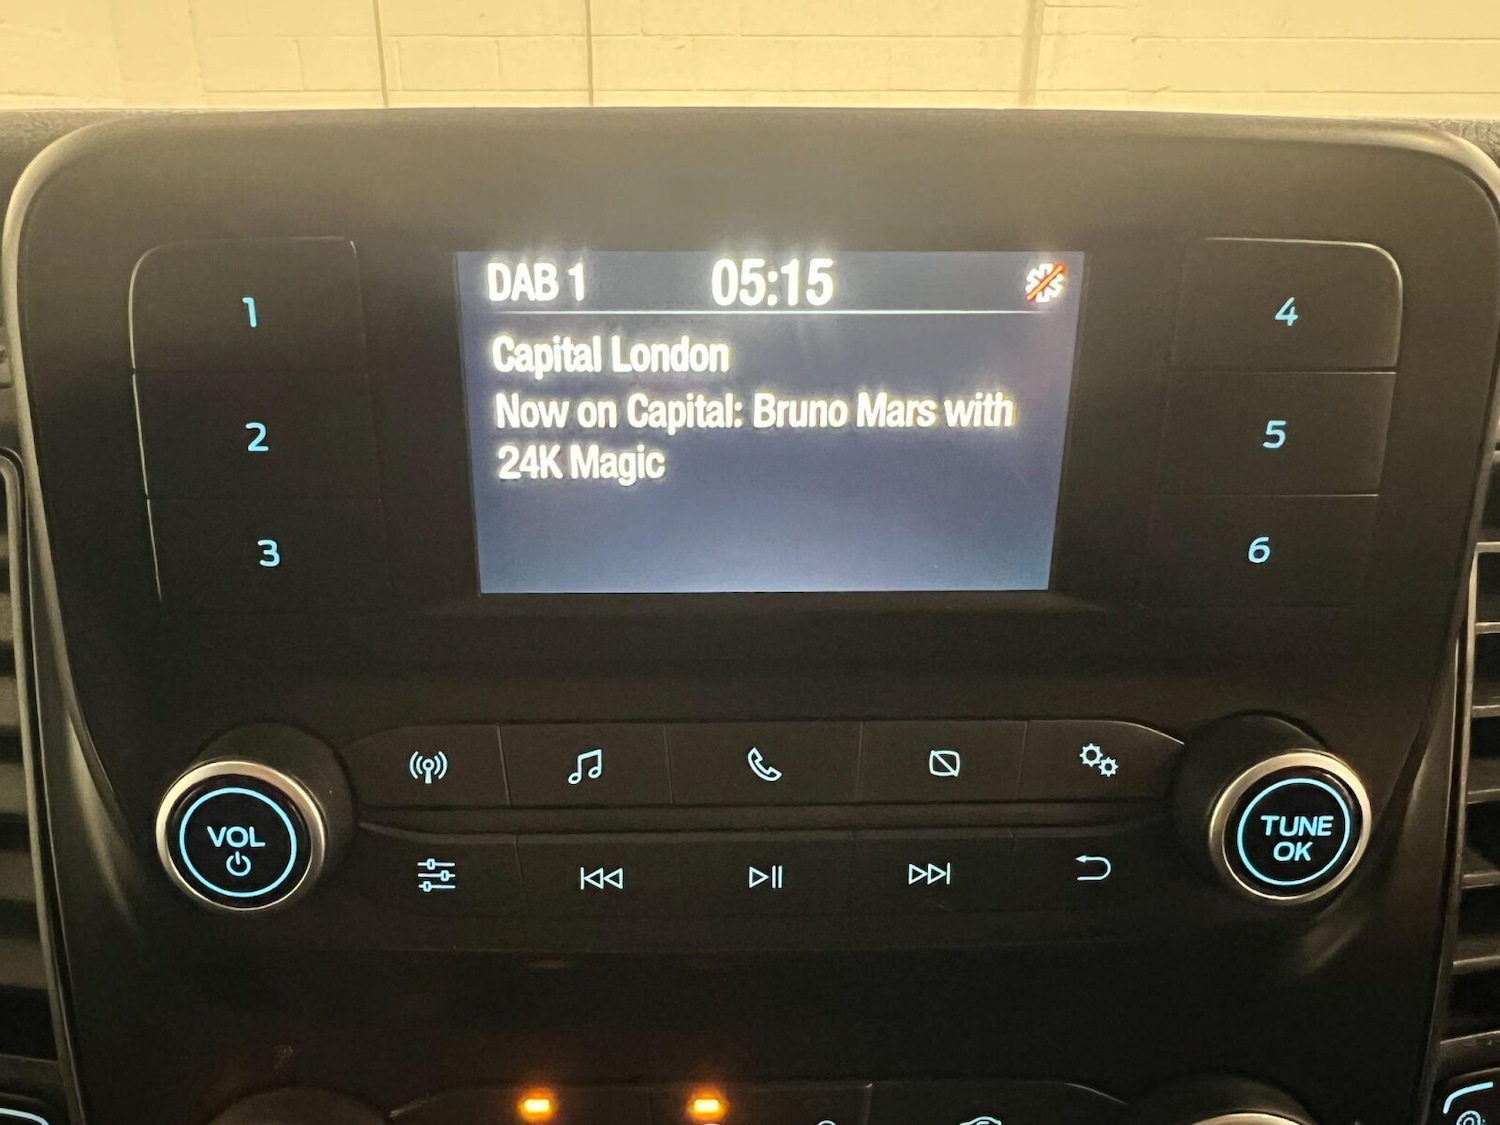 DAB 1 05:15
Capital London
Now on Capital: Bruno Mars with
24K Magic
1
2
3
4
5
6
VOL
TUNE
OK